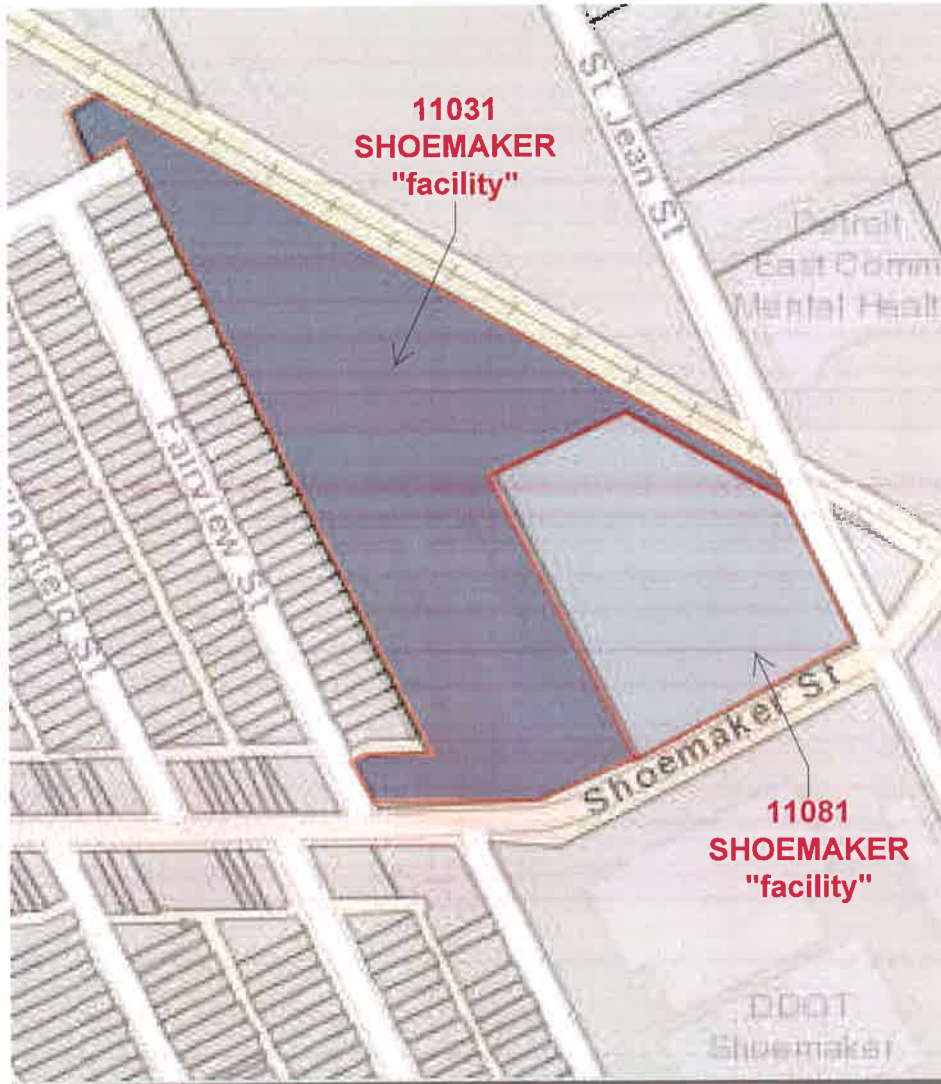 11031
SHOEMAKER
"facility"
St Jean St
Detroit
East Comm
Mental Healt
Fairview St
Shoemaker St
11081
SHOEMAKER
"facility"
DDOT
Shoemaker